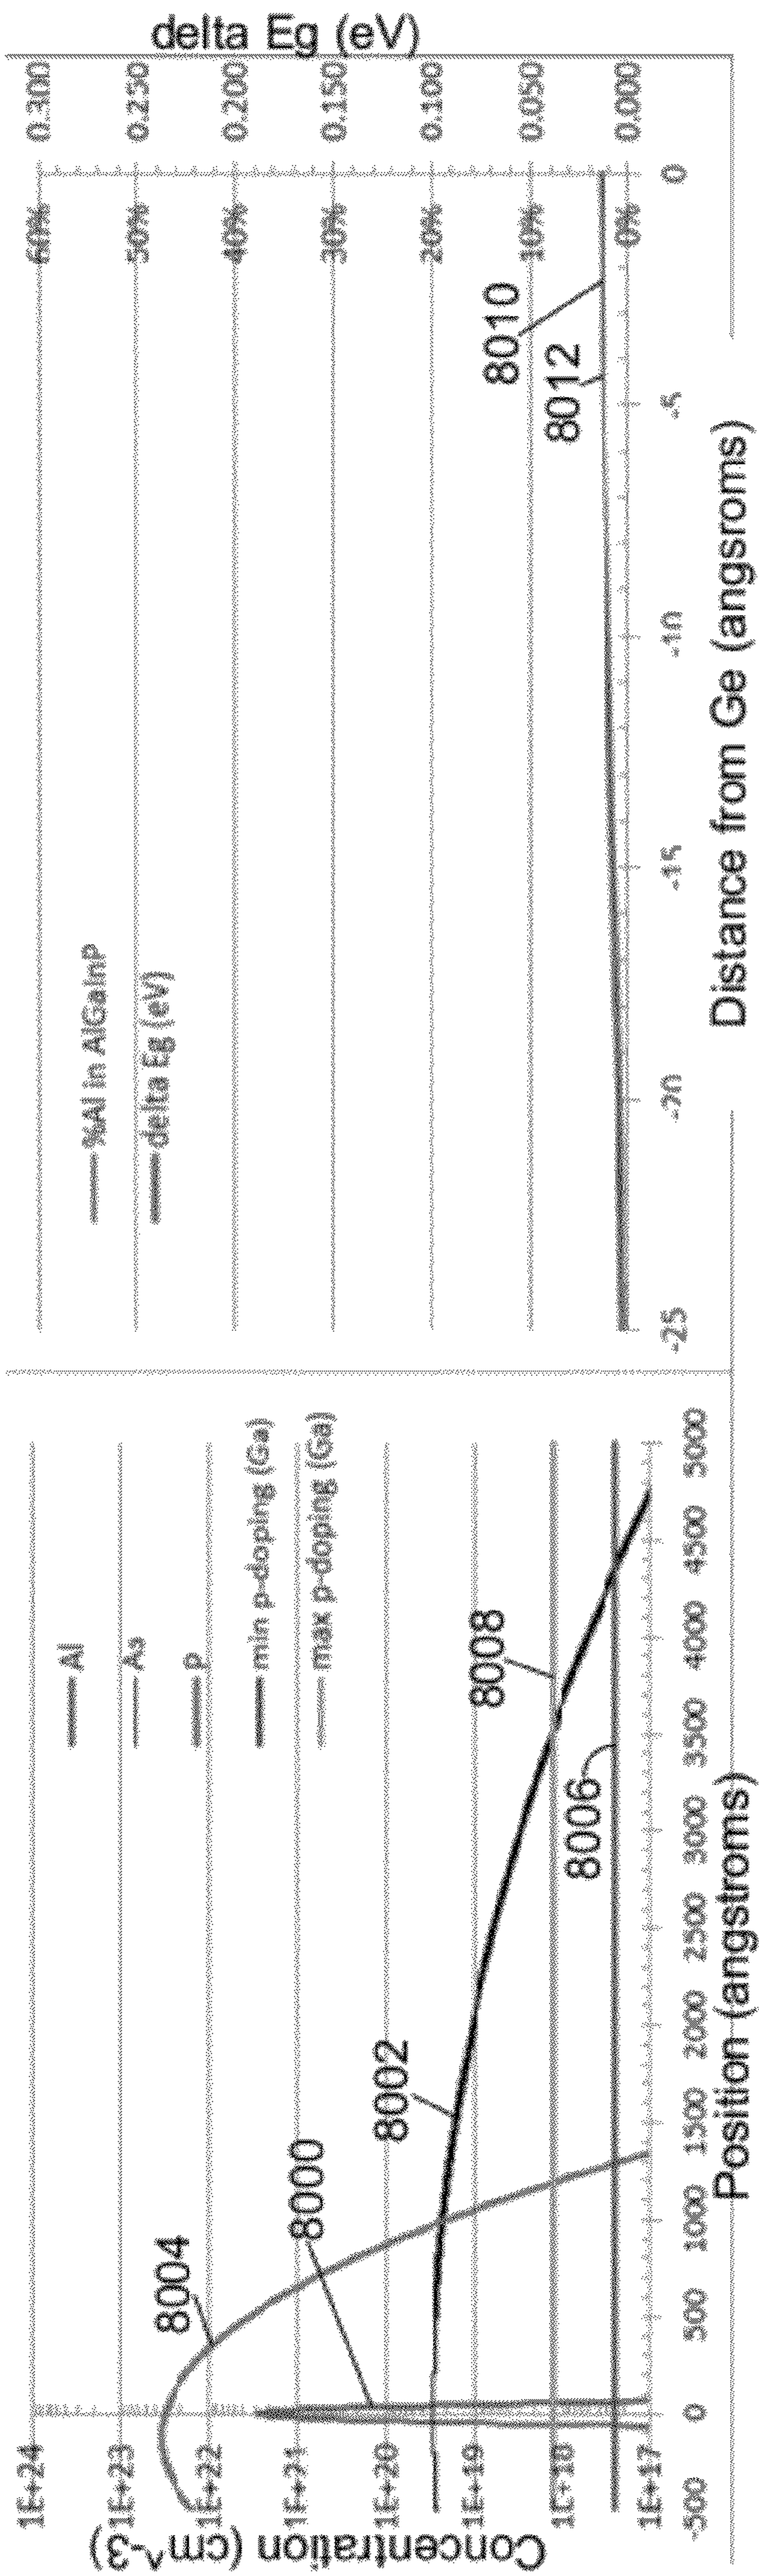 Concentration (cm^-3)
1E+24
1E+23
1E+22
1E+21
1E+20
1E+19
1E+18
1E+17
-500
0
500
1000
1500
2000
2500
3000
3500
4000
4500
5000
Position (angstroms)
Al
As
P
min p-doping (Ga)
max p-doping (Ga)
8004
8000
8002
8006
8008
%Al in AlGaInP
delta Eg (eV)
8010
8012
60%
50%
40%
30%
20%
10%
0%
0.300
0.250
0.200
0.150
0.100
0.050
0.000
delta Eg (eV)
-25
-20
-15
-10
-5
0
Distance from Ge (angsroms)